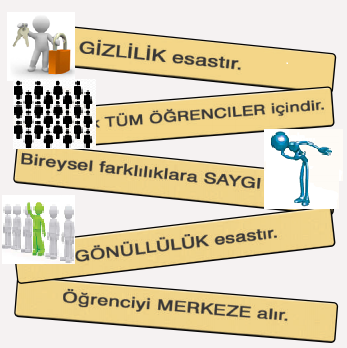 GİZLİLİK esastır.
TÜM ÖĞRENCİLER içindir.
Bireysel farklılıklara SAYGI
GÖNÜLLÜLÜK esastır.
Öğrenciyi MERKEZE alır.